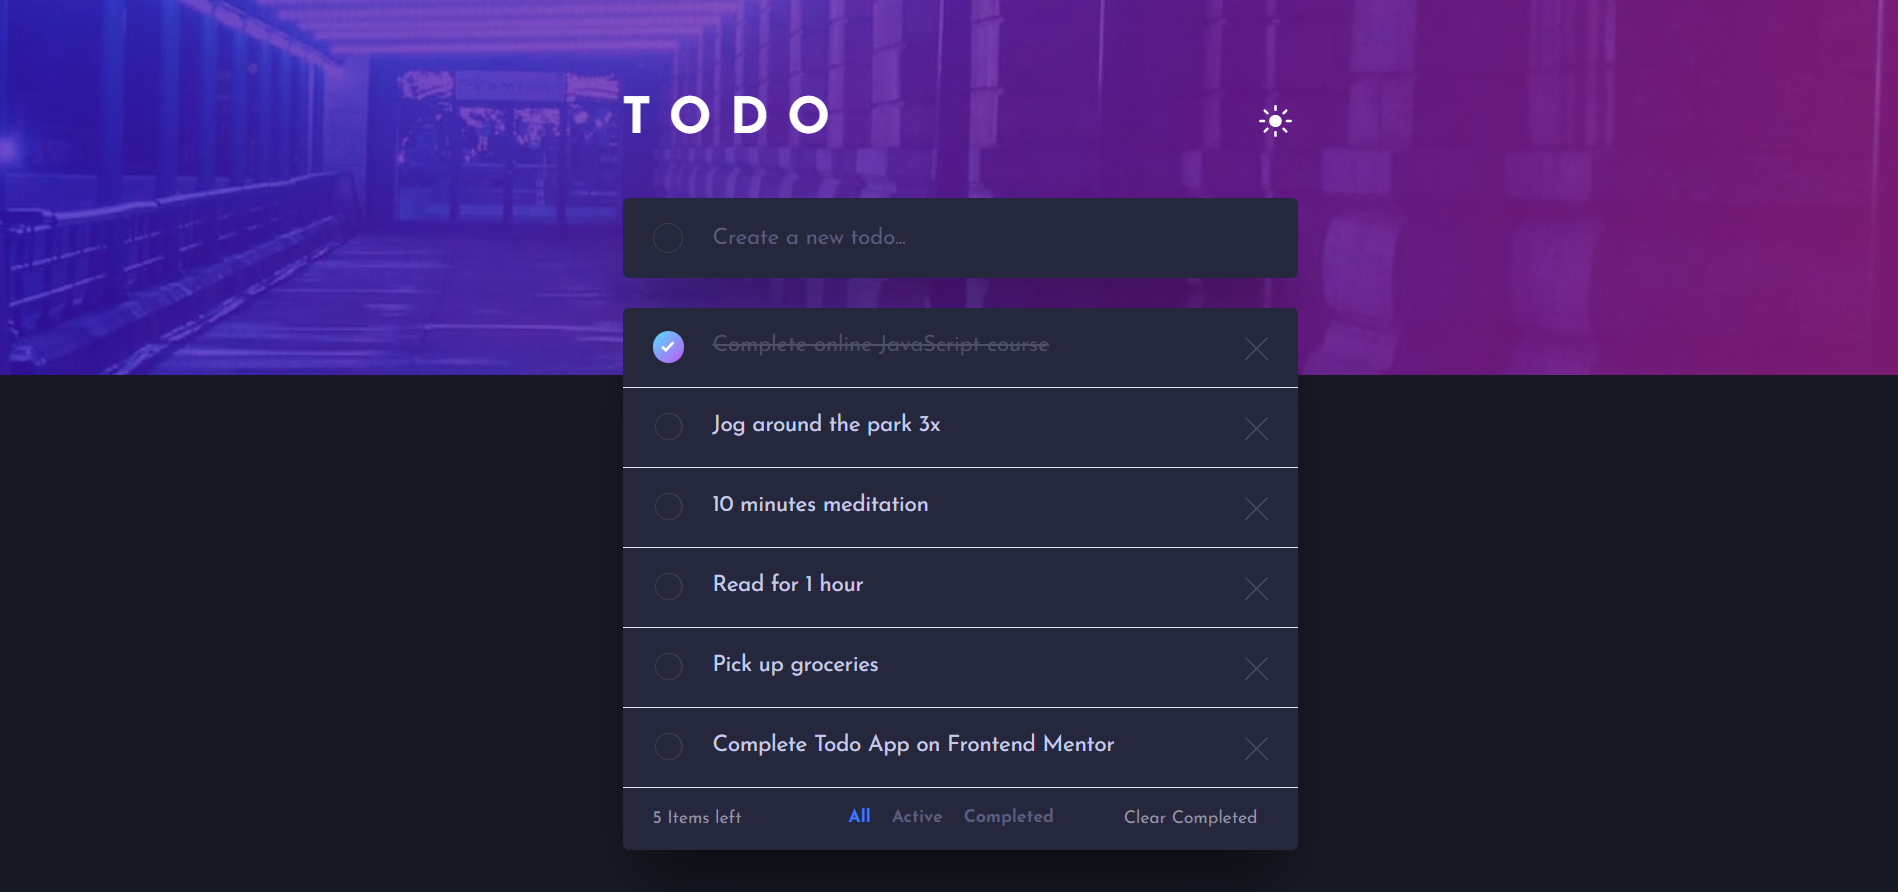 TODO
Create a new todo...
Complete online JavaScript course
Jog around the park 3x
10 minutes meditation
Read for 1 hour
Pick up groceries
Complete Todo App on Frontend Mentor
5 Items left All Active Completed Clear Completed